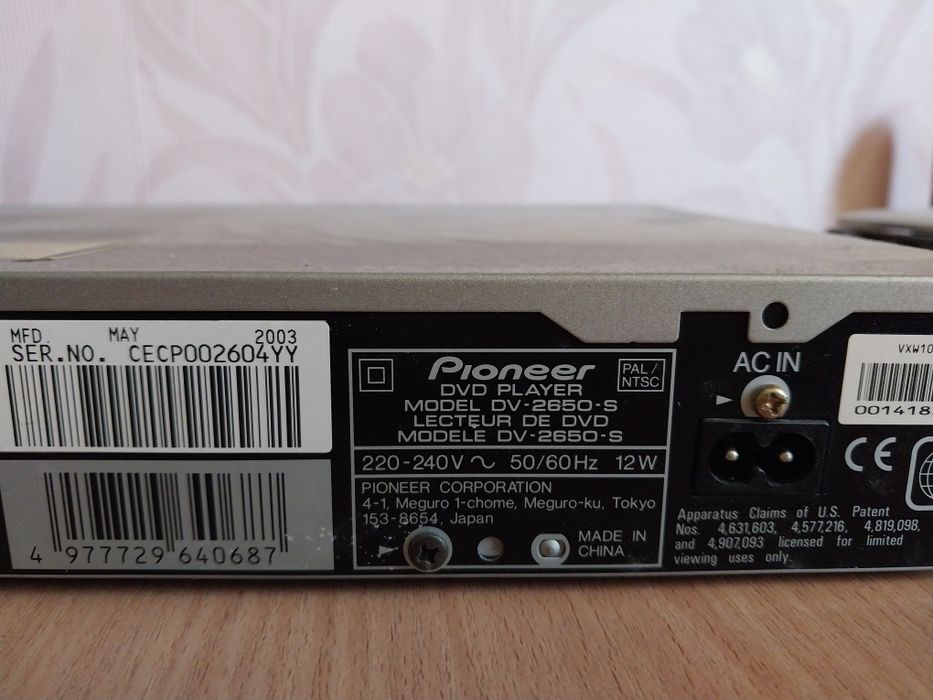 MFD. MAY 2003
SER.NO. CECP002604YY
4 977729 640687
Pioneer
PAL/
NTSC
DVD PLAYER
MODEL DV-2650-S
LECTEUR DE DVD
MODÈLE DV-2650-S
220-240V ~ 50/60Hz 12W
PIONEER CORPORATION
4-1, Meguro 1-chome, Meguro-ku, Tokyo
153-8654, Japan
MADE IN
CHINA
AC IN
VXW10
001418
CE
Apparatus Claims of U.S. Patent
Nos. 4,631,603, 4,577,216, 4,819,098,
and 4,907,093 licensed for limited
viewing uses only.